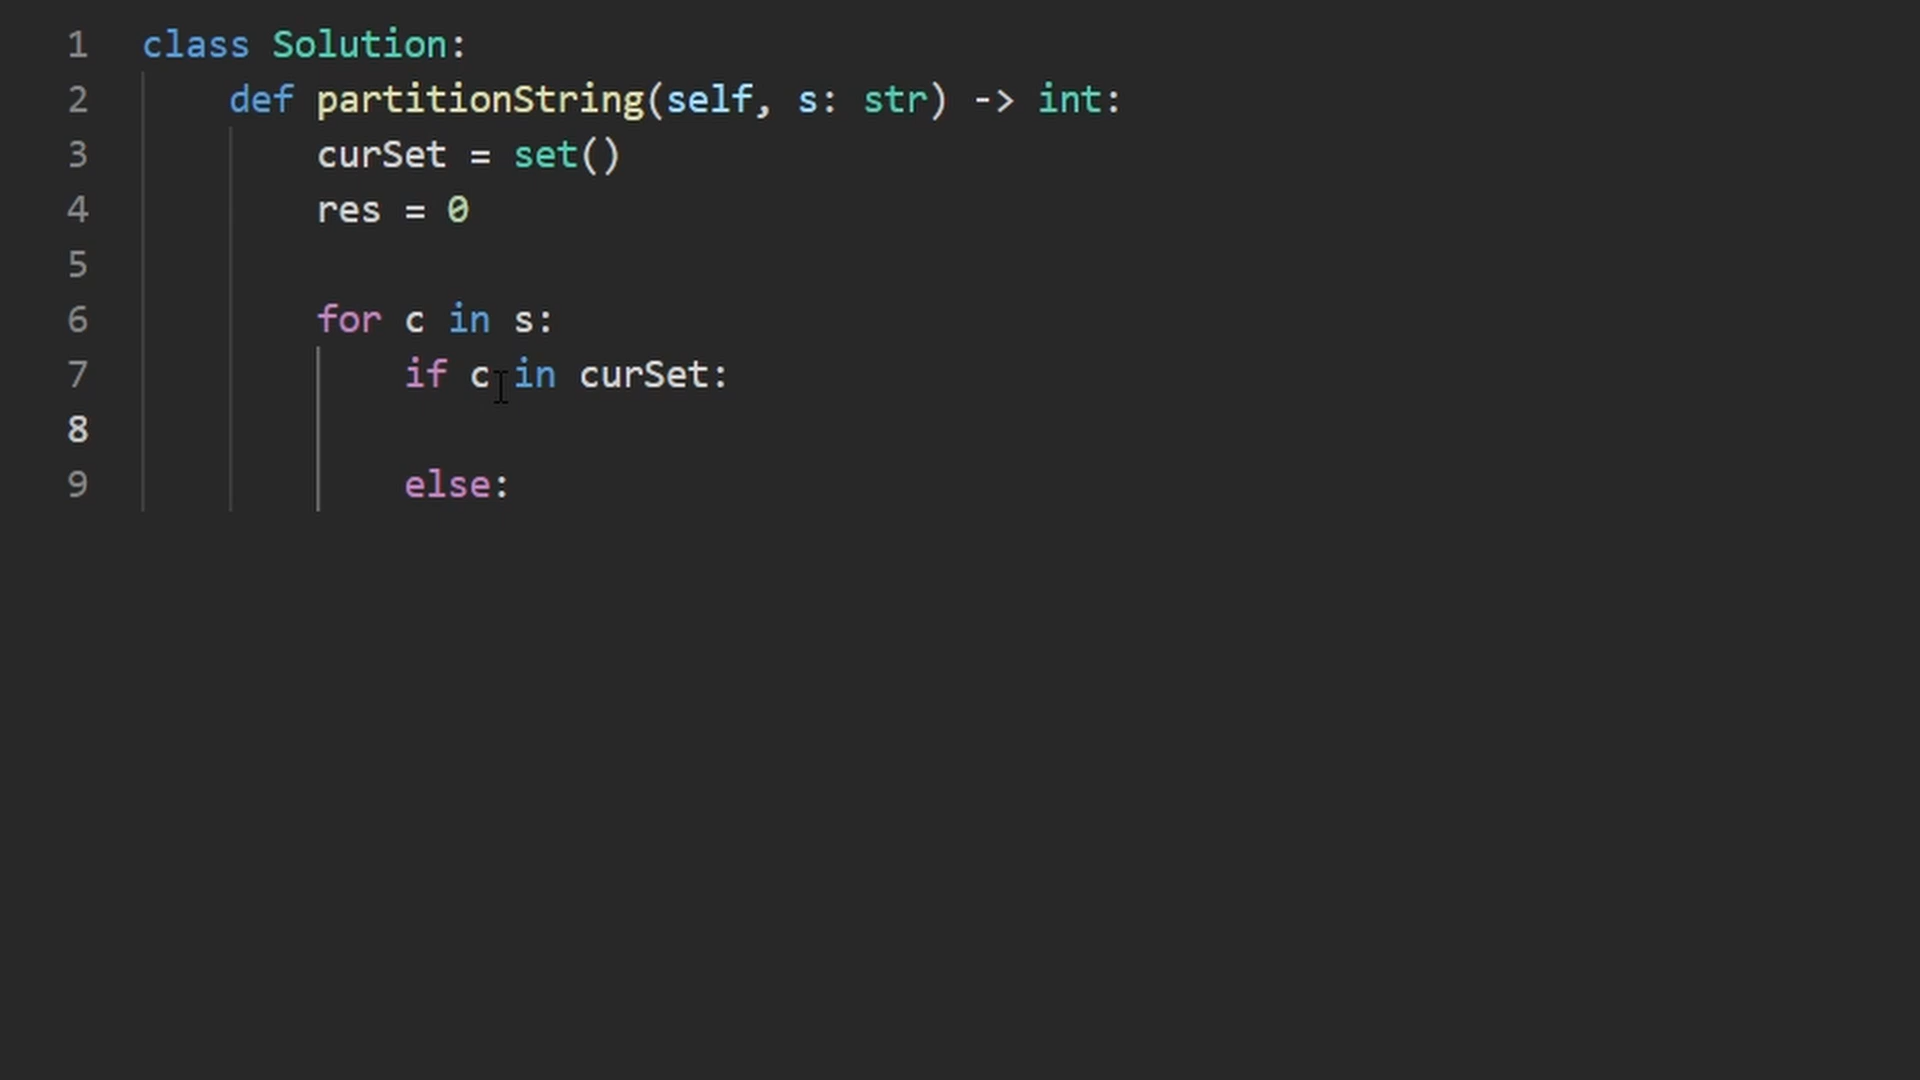 1 class Solution:
2 def partitionString(self, s: str) -> int:
3 curSet = set()
4 res = 0
5
6 for c in s:
7 if c in curSet:
8
9 else: